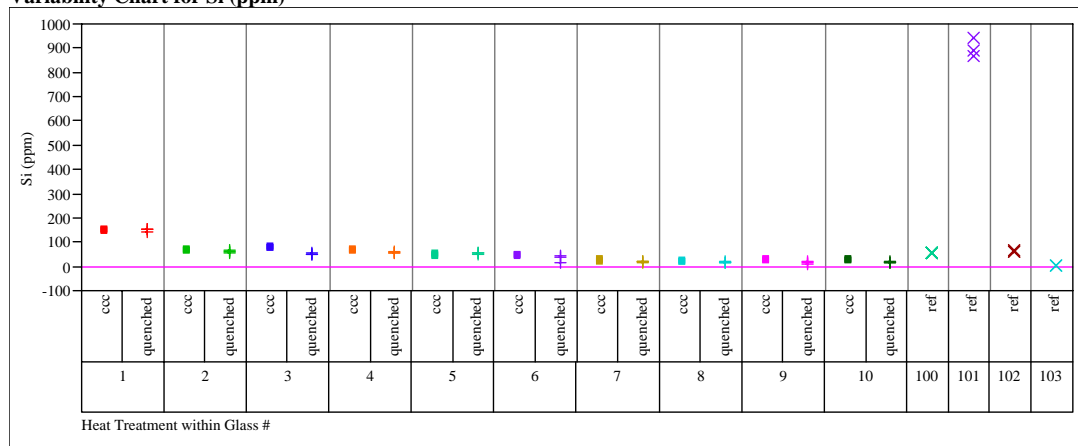 Variability Chart for Si (ppm)
1000
900
800
700
600
500
400
300
200
100
0
-100
Si (ppm)
ccc quenched ccc quenched ccc quenched ccc quenched ccc quenched ccc quenched ccc quenched ccc quenched ccc quenched ccc quenched ref ref ref ref
1 2 3 4 5 6 7 8 9 10 100 101 102 103
Heat Treatment within Glass #